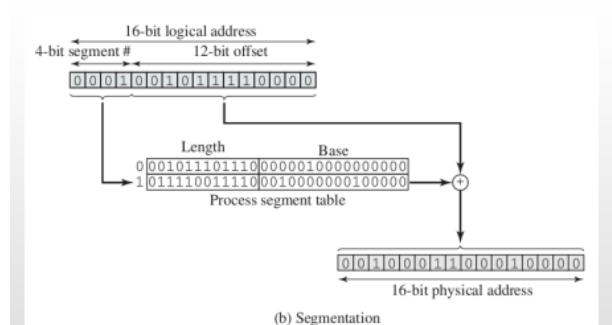 16-bit logical address
4-bit segment # 12-bit offset
0001001011110000
Length Base
0 001011101110 0000010000000000
1 011110011110 0010000000100000
Process segment table
0010001100010000
16-bit physical address
(b) Segmentation